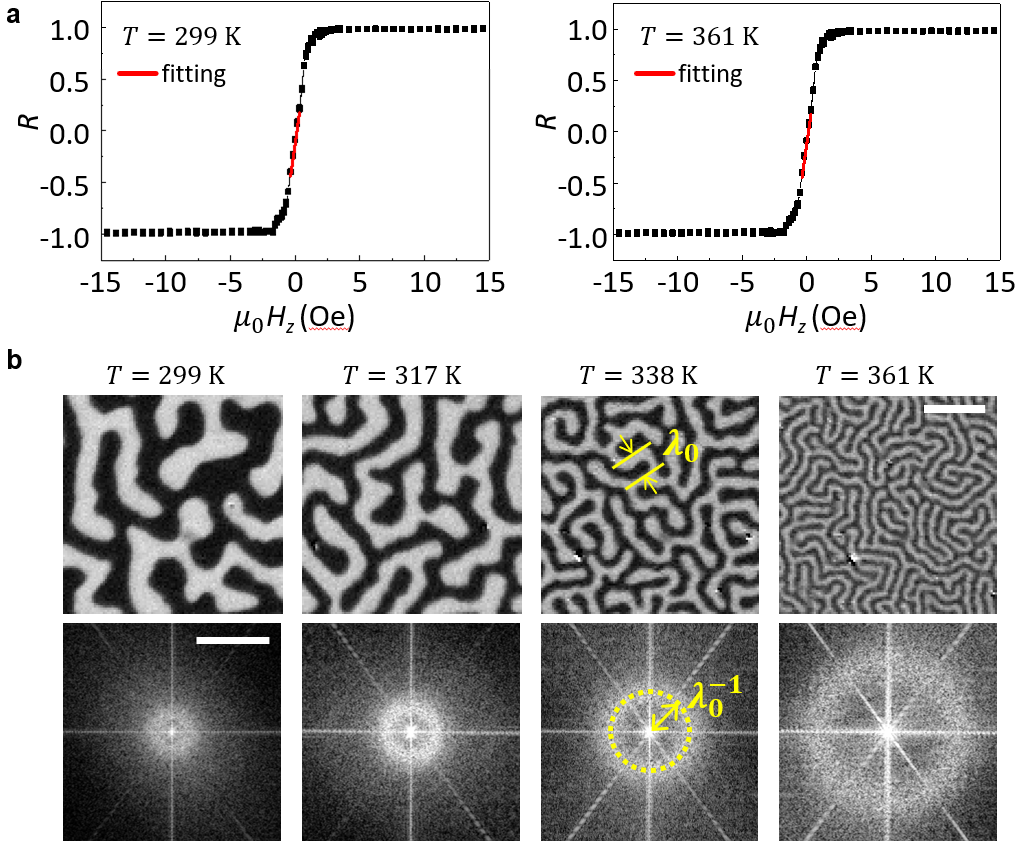 a
T = 299 K
fitting
1.0
0.5
0.0
-0.5
-1.0
R
-15 -10 -5 0 5 10 15
μ₀H_z (Oe)
T = 361 K
fitting
1.0
0.5
0.0
-0.5
-1.0
R
-15 -10 -5 0 5 10 15
μ₀H_z (Oe)
b
T = 299 K
T = 317 K
T = 338 K
T = 361 K
λ₀
λ₀⁻¹